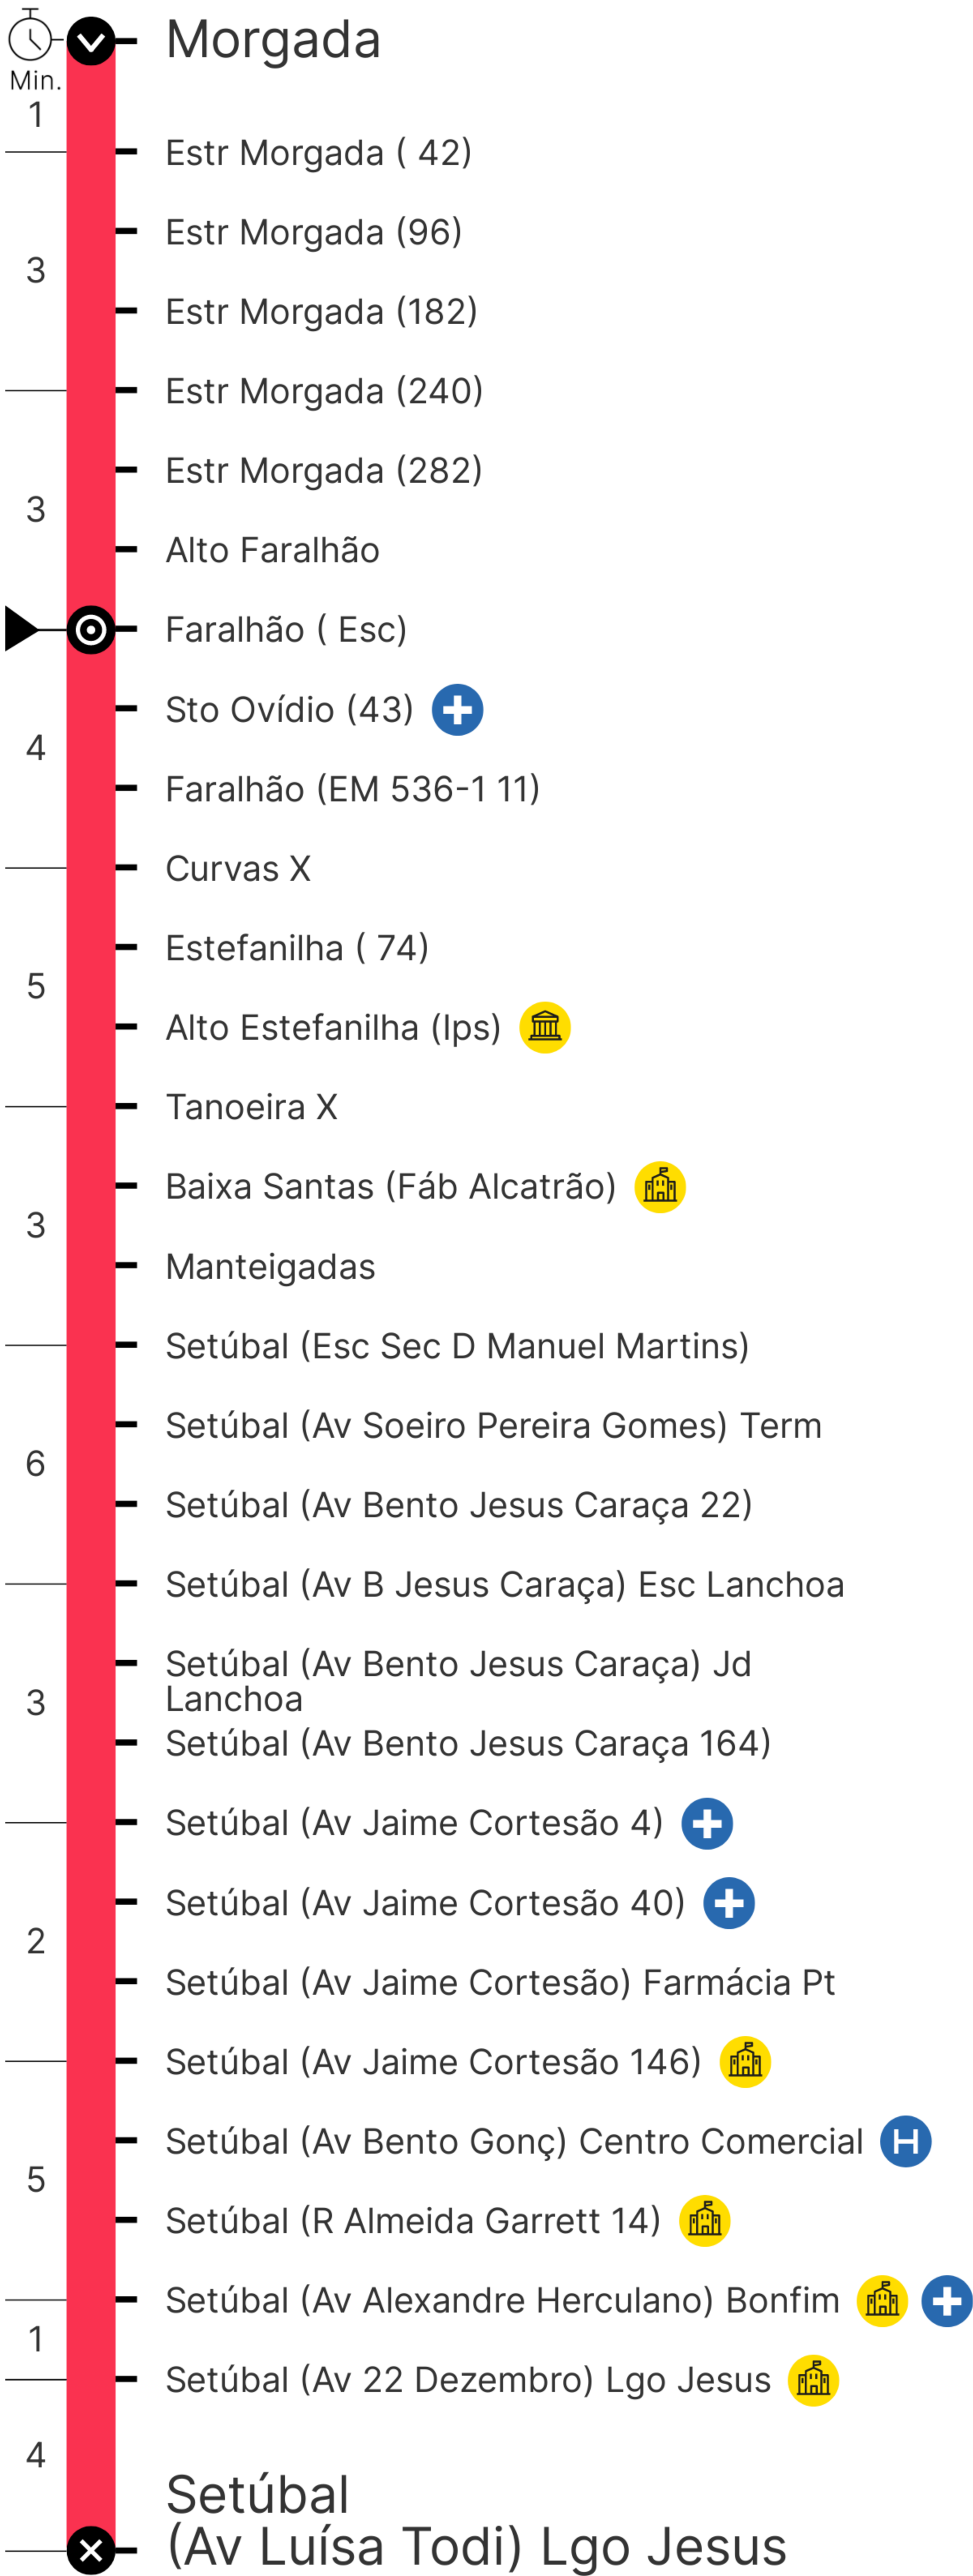 Morgada
Min.
1
Estr Morgada ( 42)
Estr Morgada (96)
3
Estr Morgada (182)
Estr Morgada (240)
Estr Morgada (282)
3
Alto Faralhão
Faralhão ( Esc)
Sto Ovídio (43)
4
Faralhão (EM 536-1 11)
Curvas X
Estefanilha ( 74)
5
Alto Estefanilha (Ips)
Tanoeira X
Baixa Santas (Fáb Alcatrão)
3
Manteigadas
Setúbal (Esc Sec D Manuel Martins)
Setúbal (Av Soeiro Pereira Gomes) Term
6
Setúbal (Av Bento Jesus Caraça 22)
Setúbal (Av B Jesus Caraça) Esc Lanchoa
Setúbal (Av Bento Jesus Caraça) Jd
Lanchoa
3
Setúbal (Av Bento Jesus Caraça 164)
Setúbal (Av Jaime Cortesão 4)
Setúbal (Av Jaime Cortesão 40)
2
Setúbal (Av Jaime Cortesão) Farmácia Pt
Setúbal (Av Jaime Cortesão 146)
Setúbal (Av Bento Gonç) Centro Comercial H
5
Setúbal (R Almeida Garrett 14)
Setúbal (Av Alexandre Herculano) Bonfim
1
Setúbal (Av 22 Dezembro) Lgo Jesus
4
Setúbal
(Av Luísa Todi) Lgo Jesus